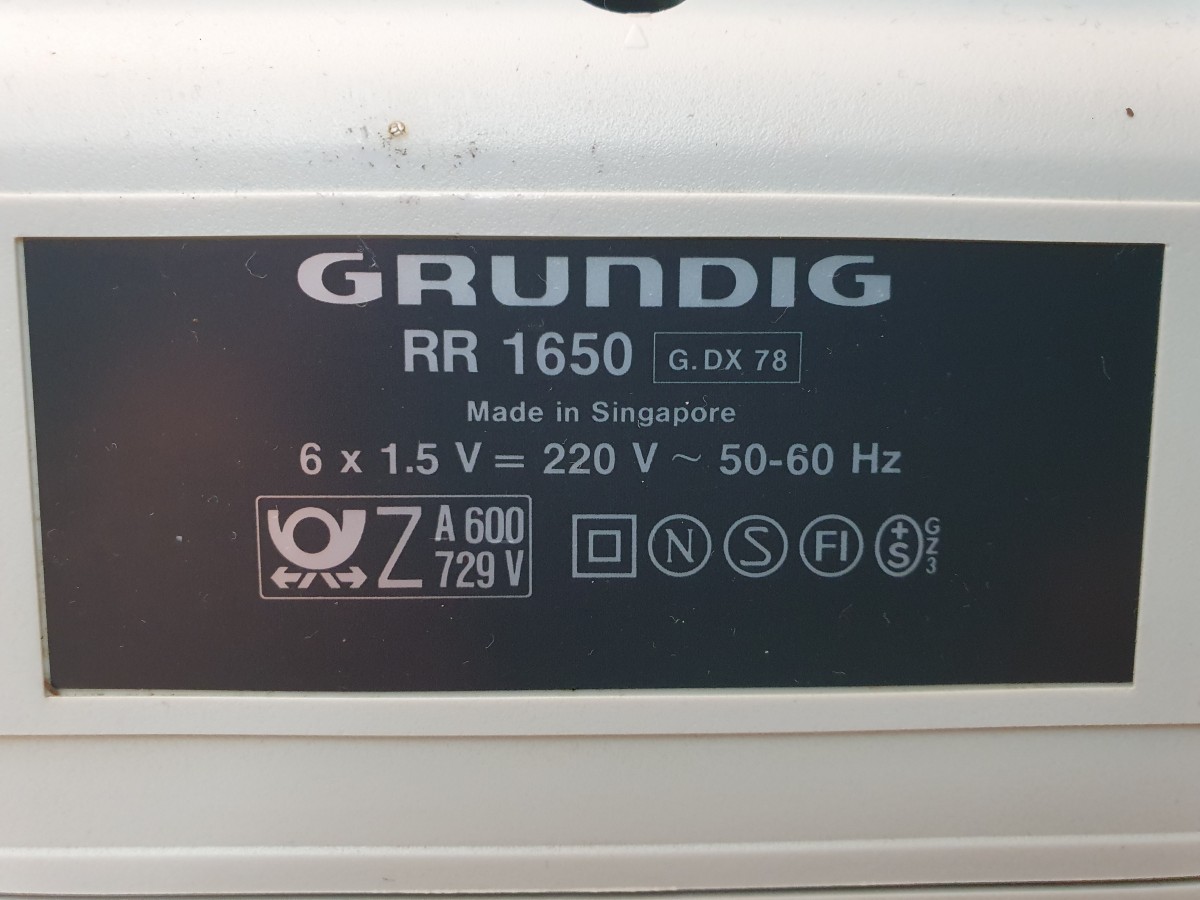 GRUNDIG
RR 1650 G.DX 78
Made in Singapore
6 x 1.5 V = 220 V ~ 50-60 Hz
Z A 600 729 V
N S FI +S GZ3